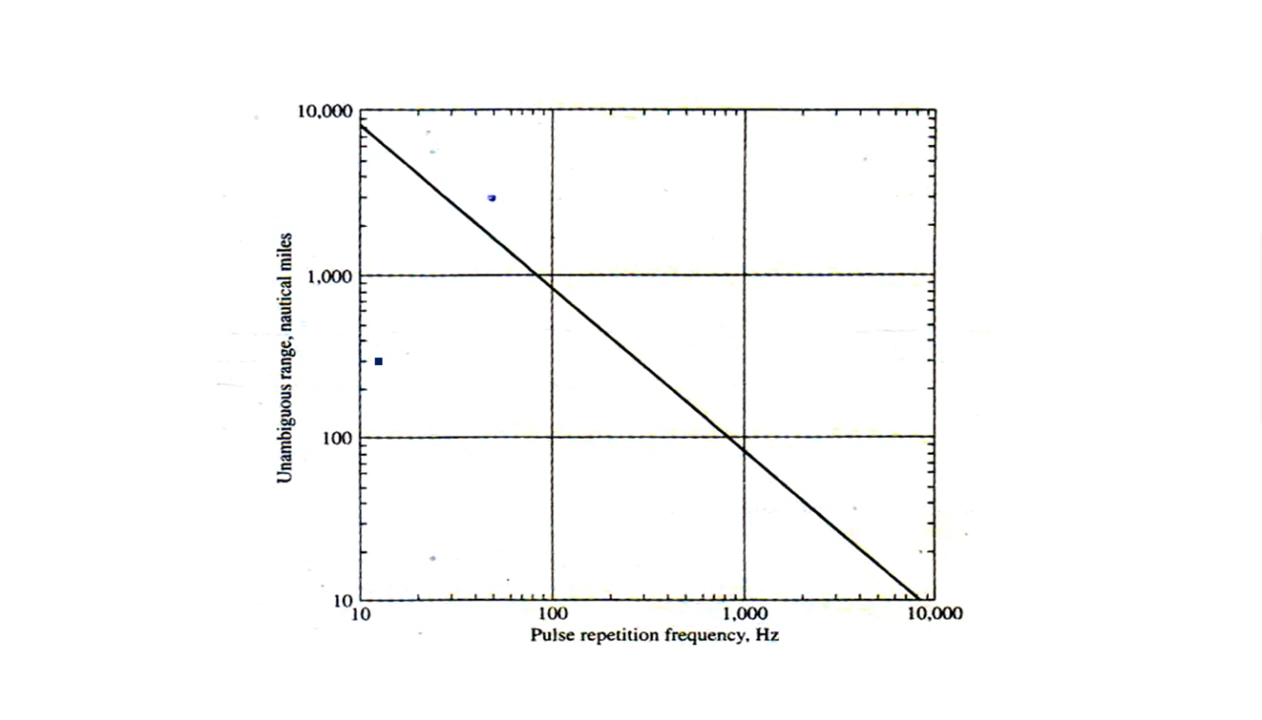 10,000
1,000
100
10
Unambiguous range, nautical miles
10 100 1,000 10,000
Pulse repetition frequency, Hz